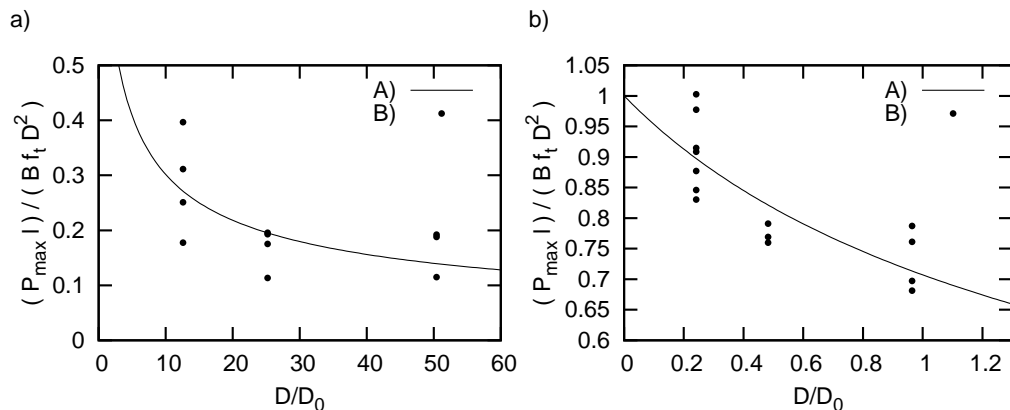 a)
( P_max l ) / ( B f_t D^2 )
0.5
0.4
0.3
0.2
0.1
0
0 10 20 30 40 50 60
D/D_0
A)
B)
b)
( P_max l ) / ( B f_t D^2 )
1.05
1
0.95
0.9
0.85
0.8
0.75
0.7
0.65
0.6
0 0.2 0.4 0.6 0.8 1 1.2
D/D_0
A)
B)